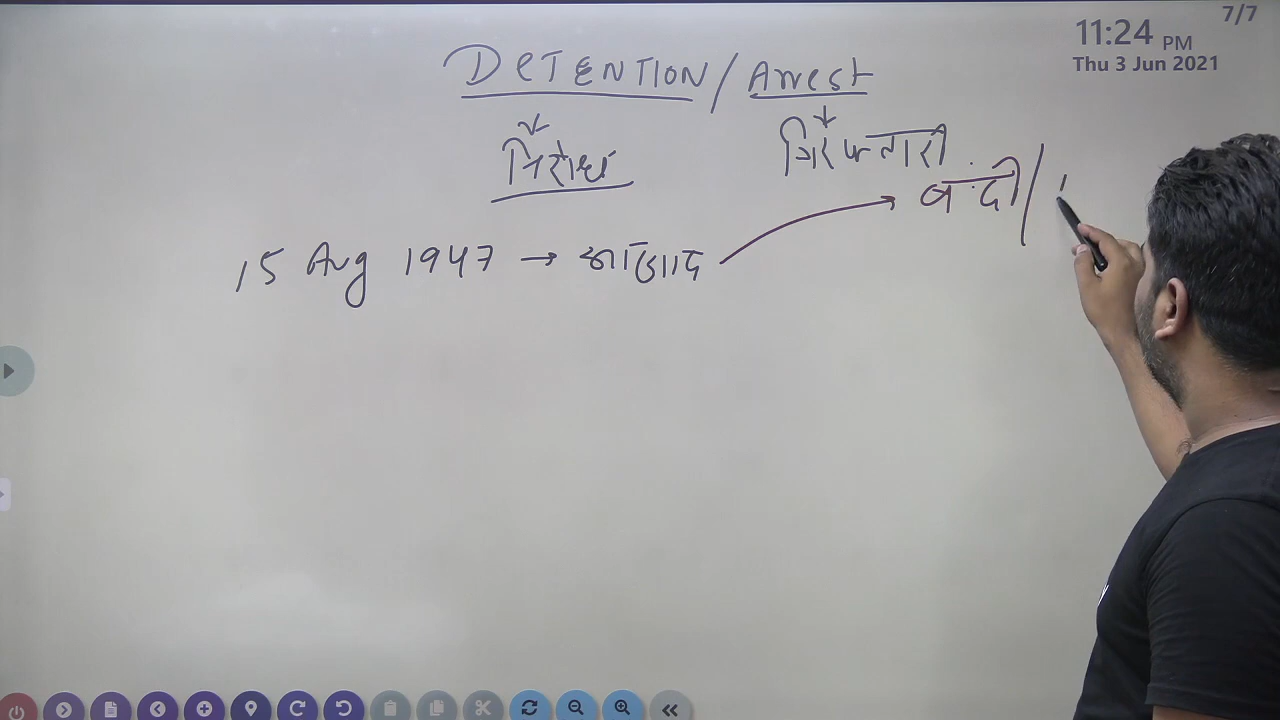 7/7
11:24 PM
Thu 3 Jun 2021
DETENTION / Arrest
निरोध गिरफ्तारी
बंदी /
15 Aug 1947 → आजाद